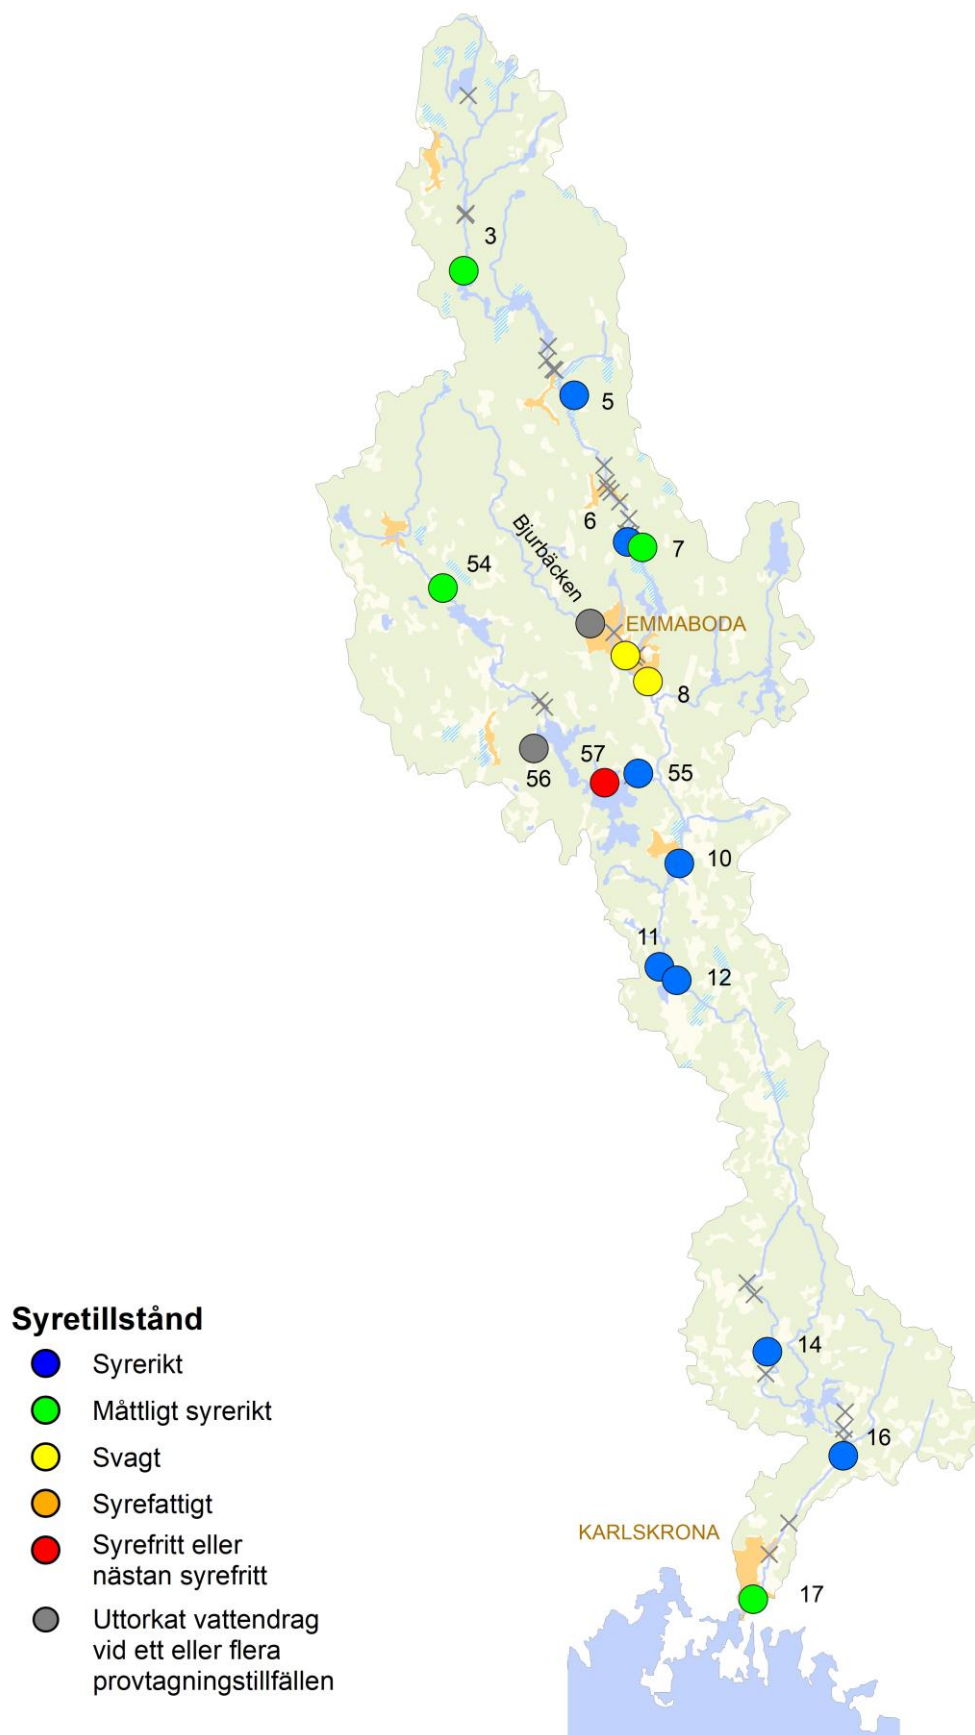 3
5
6
7
Bjurbäcken
54
EMMABODA
8
57
55
56
10
11
12
14
16
KARLSKRONA
17
Syretillstånd
Syrerikt
Måttligt syrerikt
Svagt
Syrefattigt
Syrefritt eller
nästan syrefritt
Uttorkat vattendrag
vid ett eller flera
provtagningstillfällen